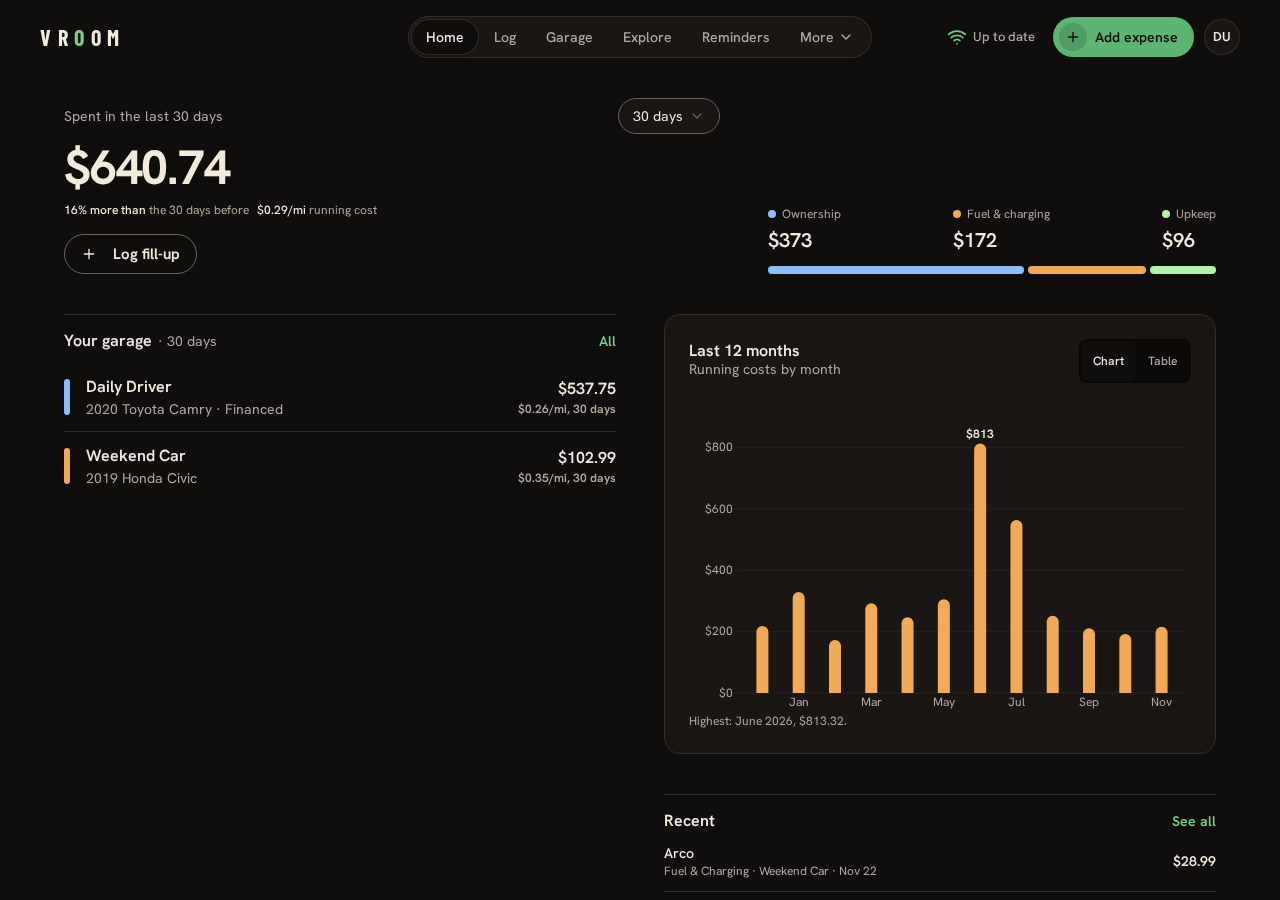 VROOM
Home Log Garage Explore Reminders More
Up to date
Add expense
DU
Spent in the last 30 days
30 days
$640.74
16% more than the 30 days before $0.29/mi running cost
Log fill-up
Ownership Fuel & charging Upkeep
$373 $172 $96
Your garage · 30 days All
Daily Driver $537.75
2020 Toyota Camry · Financed $0.26/mi, 30 days
Weekend Car $102.99
2019 Honda Civic $0.35/mi, 30 days
Last 12 months
Running costs by month
Chart Table
$813
$800
$600
$400
$200
$0
Jan Mar May Jul Sep Nov
Highest: June 2026, $813.32.
Recent See all
Arco $28.99
Fuel & Charging · Weekend Car · Nov 22